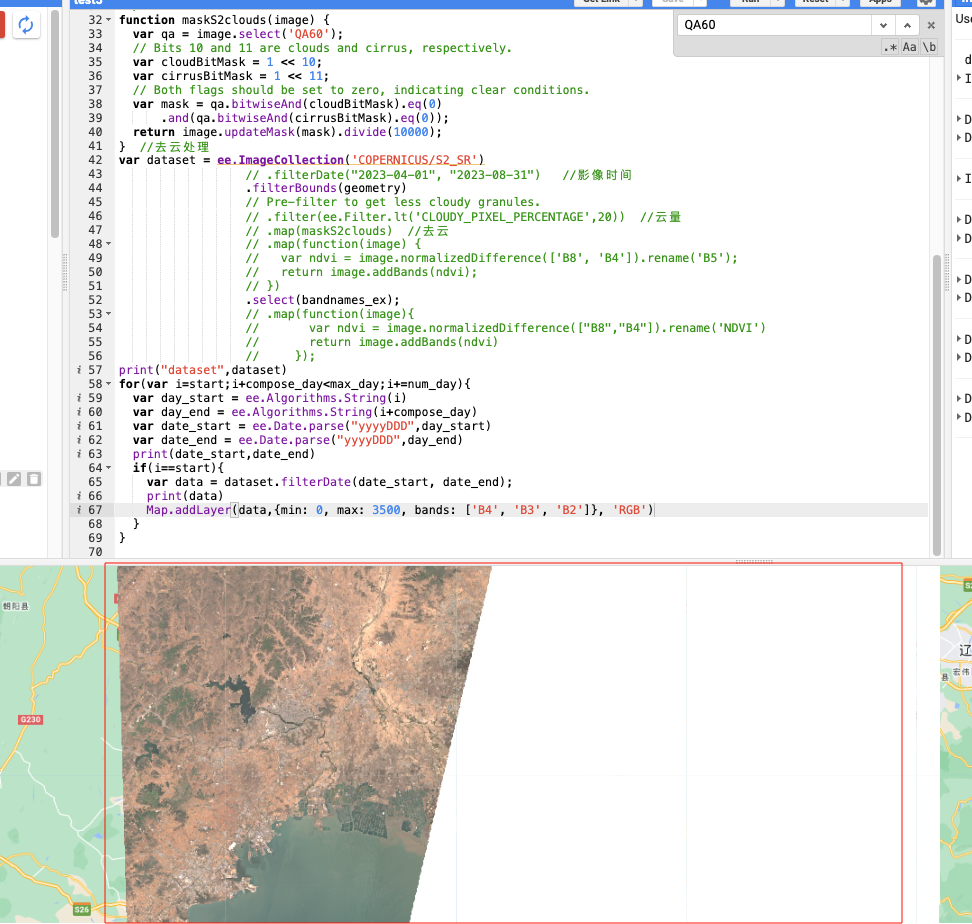 test3
Get Link
Save
Run
Reset
Apps
QA60
.*
Aa
\b
Use
32 function maskS2clouds(image) {
33 var qa = image.select('QA60');
34 // Bits 10 and 11 are clouds and cirrus, respectively.
35 var cloudBitMask = 1 << 10;
36 var cirrusBitMask = 1 << 11;
37 // Both flags should be set to zero, indicating clear conditions.
38 var mask = qa.bitwiseAnd(cloudBitMask).eq(0)
39 .and(qa.bitwiseAnd(cirrusBitMask).eq(0));
40 return image.updateMask(mask).divide(10000);
41 } //去云处理
42 var dataset = ee.ImageCollection('COPERNICUS/S2_SR')
43 // .filterDate("2023-04-01", "2023-08-31") //影像时间
44 .filterBounds(geometry)
45 // Pre-filter to get less cloudy granules.
46 // .filter(ee.Filter.lt('CLOUDY_PIXEL_PERCENTAGE',20)) //云量
47 // .map(maskS2clouds) //去云
48 // .map(function(image) {
49 // var ndvi = image.normalizedDifference(['B8', 'B4']).rename('B5');
50 // return image.addBands(ndvi);
51 // })
52 .select(bandnames_ex);
53 // .map(function(image){
54 // var ndvi = image.normalizedDifference(["B8","B4"]).rename('NDVI')
55 // return image.addBands(ndvi)
56 // });
i 57 print("dataset",dataset)
58 for(var i=start;i+compose_day<max_day;i+=num_day){
i 59 var day_start = ee.Algorithms.String(i)
i 60 var day_end = ee.Algorithms.String(i+compose_day)
i 61 var date_start = ee.Date.parse("yyyyDDD",day_start)
i 62 var date_end = ee.Date.parse("yyyyDDD",day_end)
i 63 print(date_start,date_end)
64 if(i==start){
65 var data = dataset.filterDate(date_start, date_end);
i 66 print(data)
i 67 Map.addLayer(data,{min: 0, max: 3500, bands: ['B4', 'B3', 'B2']}, 'RGB')
68 }
69 }
70
d
I
D
D
I
D
D
D
D
D
D
D
D
朝阳县
G230
S26
辽
宏伟
县